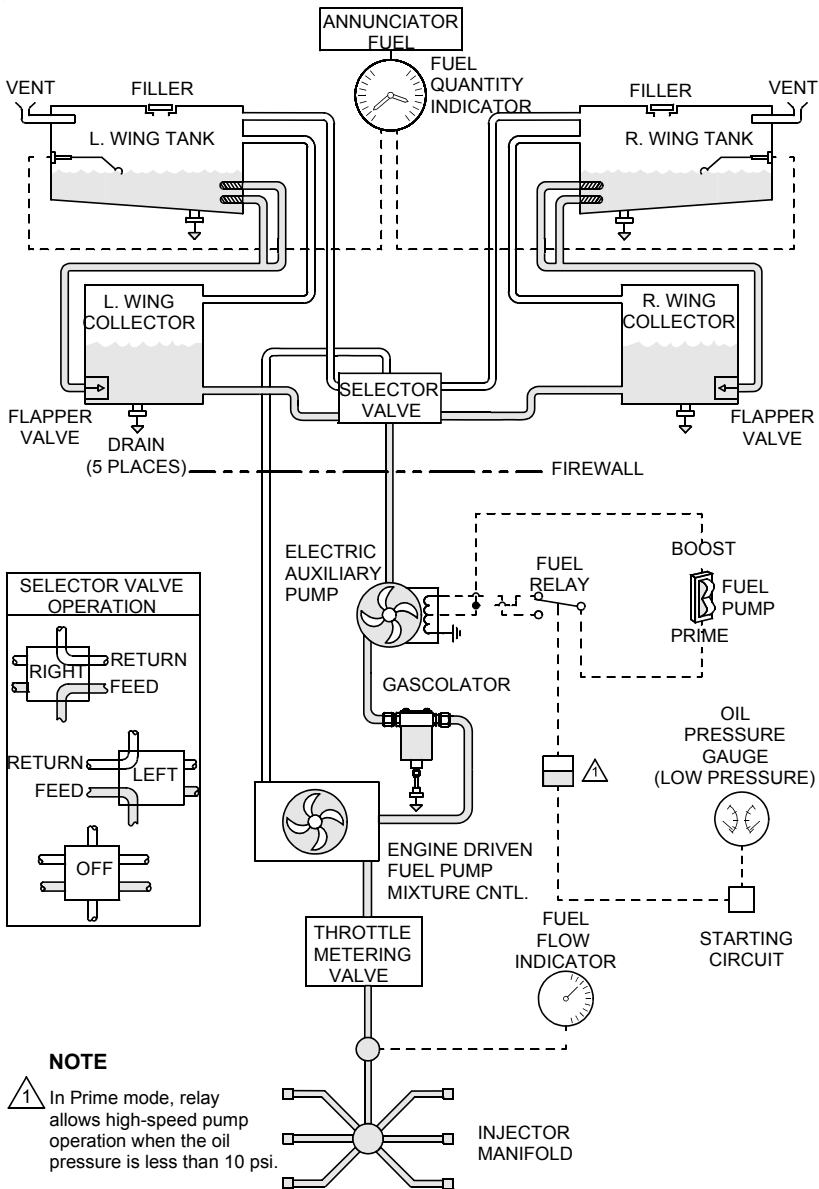 ANNUNCIATOR
FUEL
FUEL
QUANTITY
INDICATOR
VENT
FILLER
L. WING TANK
FILLER
VENT
R. WING TANK
L. WING
COLLECTOR
R. WING
COLLECTOR
SELECTOR
VALVE
FLAPPER
VALVE
DRAIN
(5 PLACES)
FLAPPER
VALVE
FIREWALL
ELECTRIC
AUXILIARY
PUMP
FUEL
RELAY
BOOST
FUEL
PUMP
PRIME
SELECTOR VALVE
OPERATION
RIGHT
RETURN
FEED
RETURN
LEFT
FEED
OFF
GASCOLATOR
1
OIL
PRESSURE
GAUGE
(LOW PRESSURE)
ENGINE DRIVEN
FUEL PUMP
MIXTURE CNTL.
THROTTLE
METERING
VALVE
FUEL
FLOW
INDICATOR
STARTING
CIRCUIT
NOTE
1 In Prime mode, relay
allows high-speed pump
operation when the oil
pressure is less than 10 psi.
INJECTOR
MANIFOLD